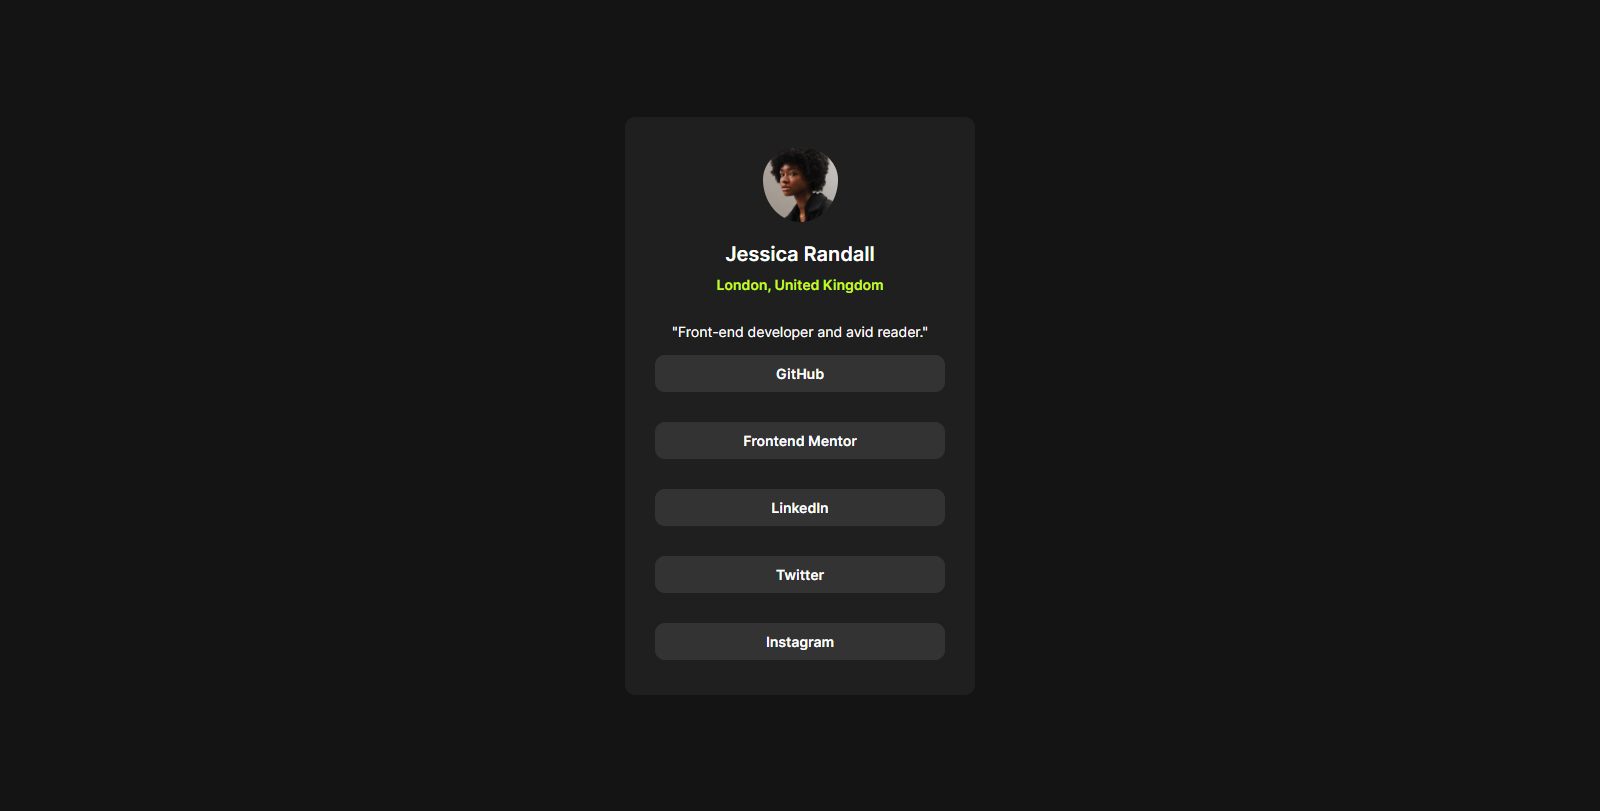 Jessica Randall
London, United Kingdom
"Front-end developer and avid reader."
GitHub
Frontend Mentor
LinkedIn
Twitter
Instagram